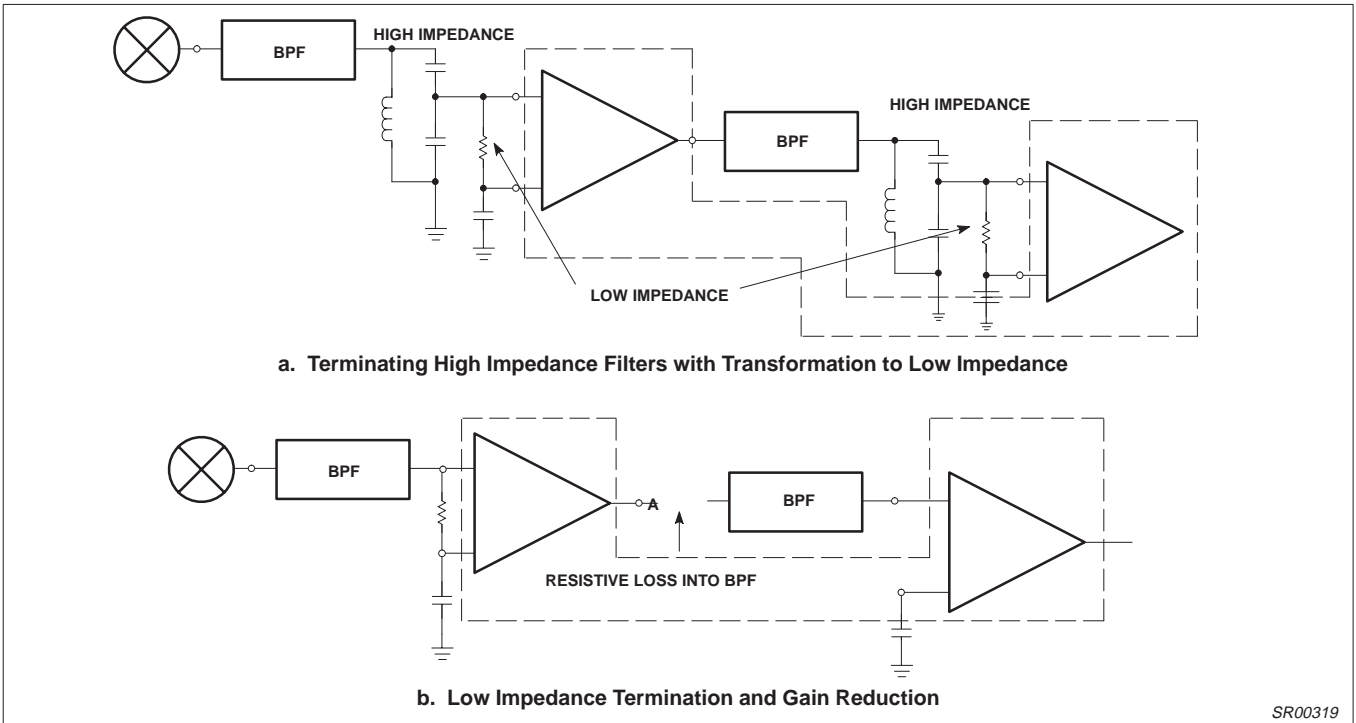 HIGH IMPEDANCE
BPF
HIGH IMPEDANCE
BPF
LOW IMPEDANCE
a. Terminating High Impedance Filters with Transformation to Low Impedance
BPF
A
BPF
RESISTIVE LOSS INTO BPF
b. Low Impedance Termination and Gain Reduction
SR00319